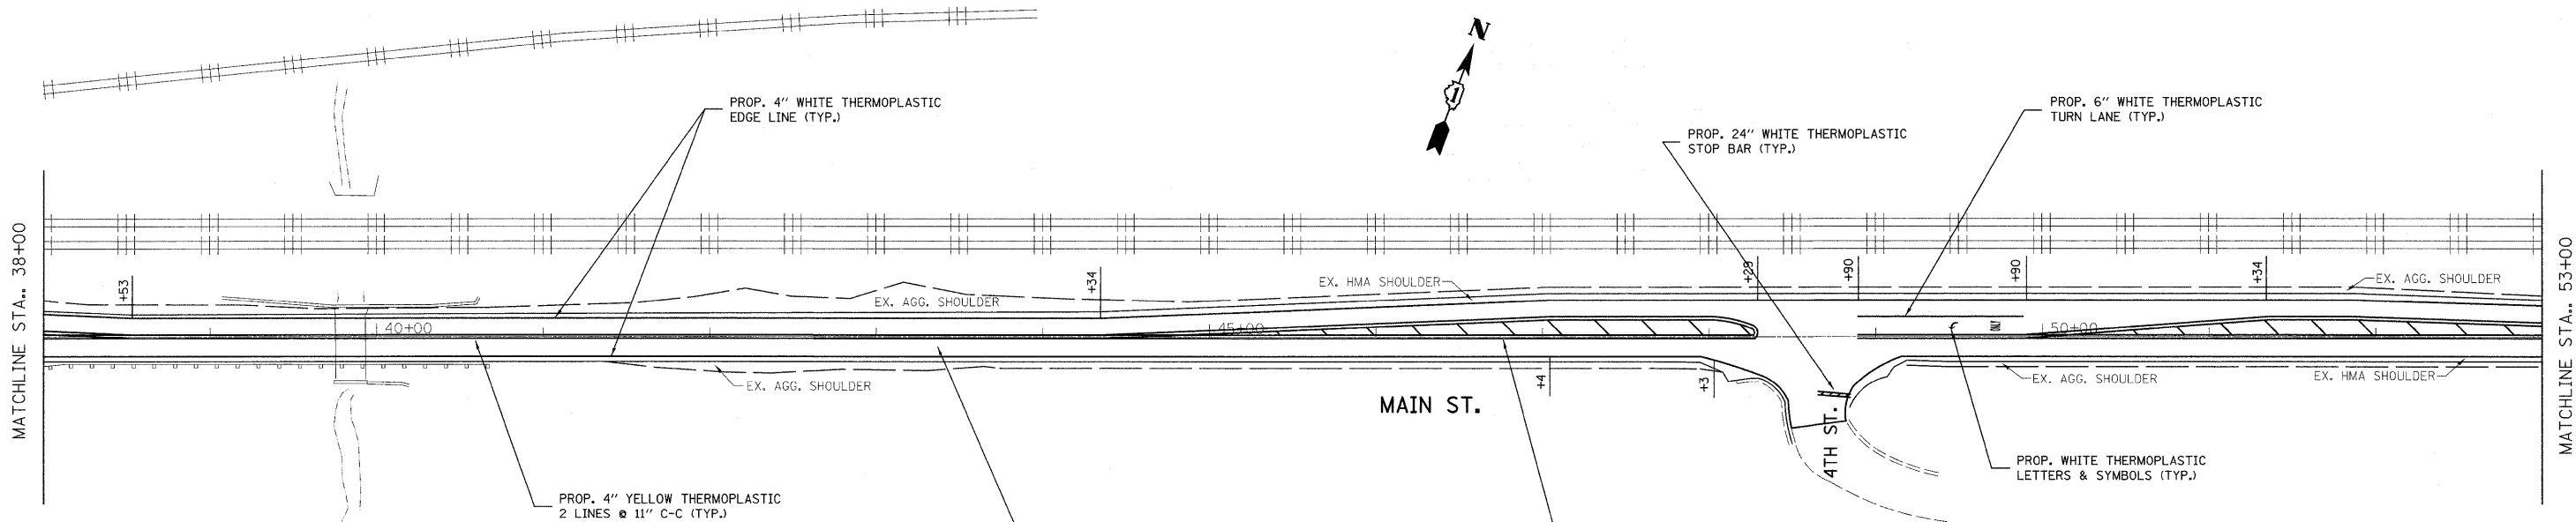 N
1
PROP. 4" WHITE THERMOPLASTIC
EDGE LINE (TYP.)
PROP. 24" WHITE THERMOPLASTIC
STOP BAR (TYP.)
PROP. 6" WHITE THERMOPLASTIC
TURN LANE (TYP.)
MATCHLINE STA.. 38+00
MATCHLINE STA.. 53+00
+53
+34
+29
+90
+90
+34
EX. AGG. SHOULDER
EX. HMA SHOULDER
EX. AGG. SHOULDER
40+00
45+00
50+00
ONLY
EX. AGG. SHOULDER
+4
+3
EX. AGG. SHOULDER
EX. HMA SHOULDER
MAIN ST.
4TH ST.
PROP. WHITE THERMOPLASTIC
LETTERS & SYMBOLS (TYP.)
PROP. 4" YELLOW THERMOPLASTIC
2 LINES @ 11" C-C (TYP.)